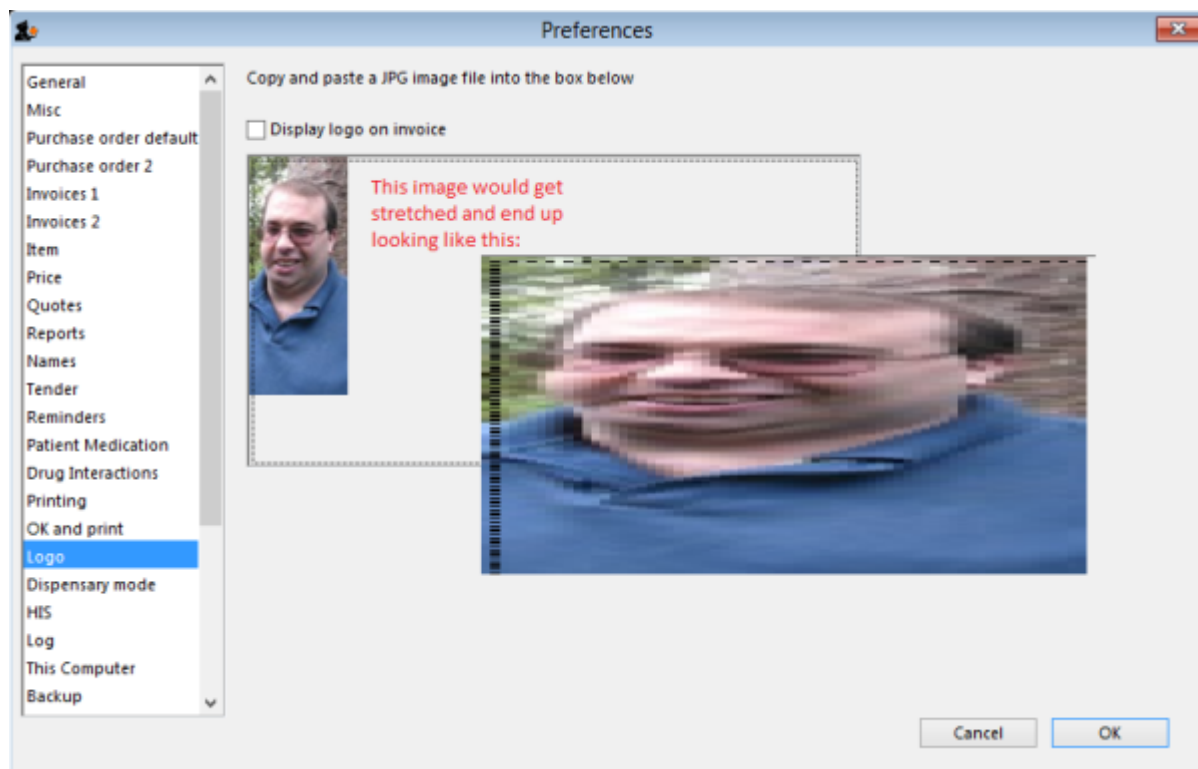 Preferences
General
Misc
Purchase order default
Purchase order 2
Invoices 1
Invoices 2
Item
Price
Quotes
Reports
Names
Tender
Reminders
Patient Medication
Drug Interactions
Printing
OK and print
Logo
Dispensary mode
HIS
Log
This Computer
Backup
Copy and paste a JPG image file into the box below
Display logo on invoice
This image would get
stretched and end up
looking like this:
Cancel
OK